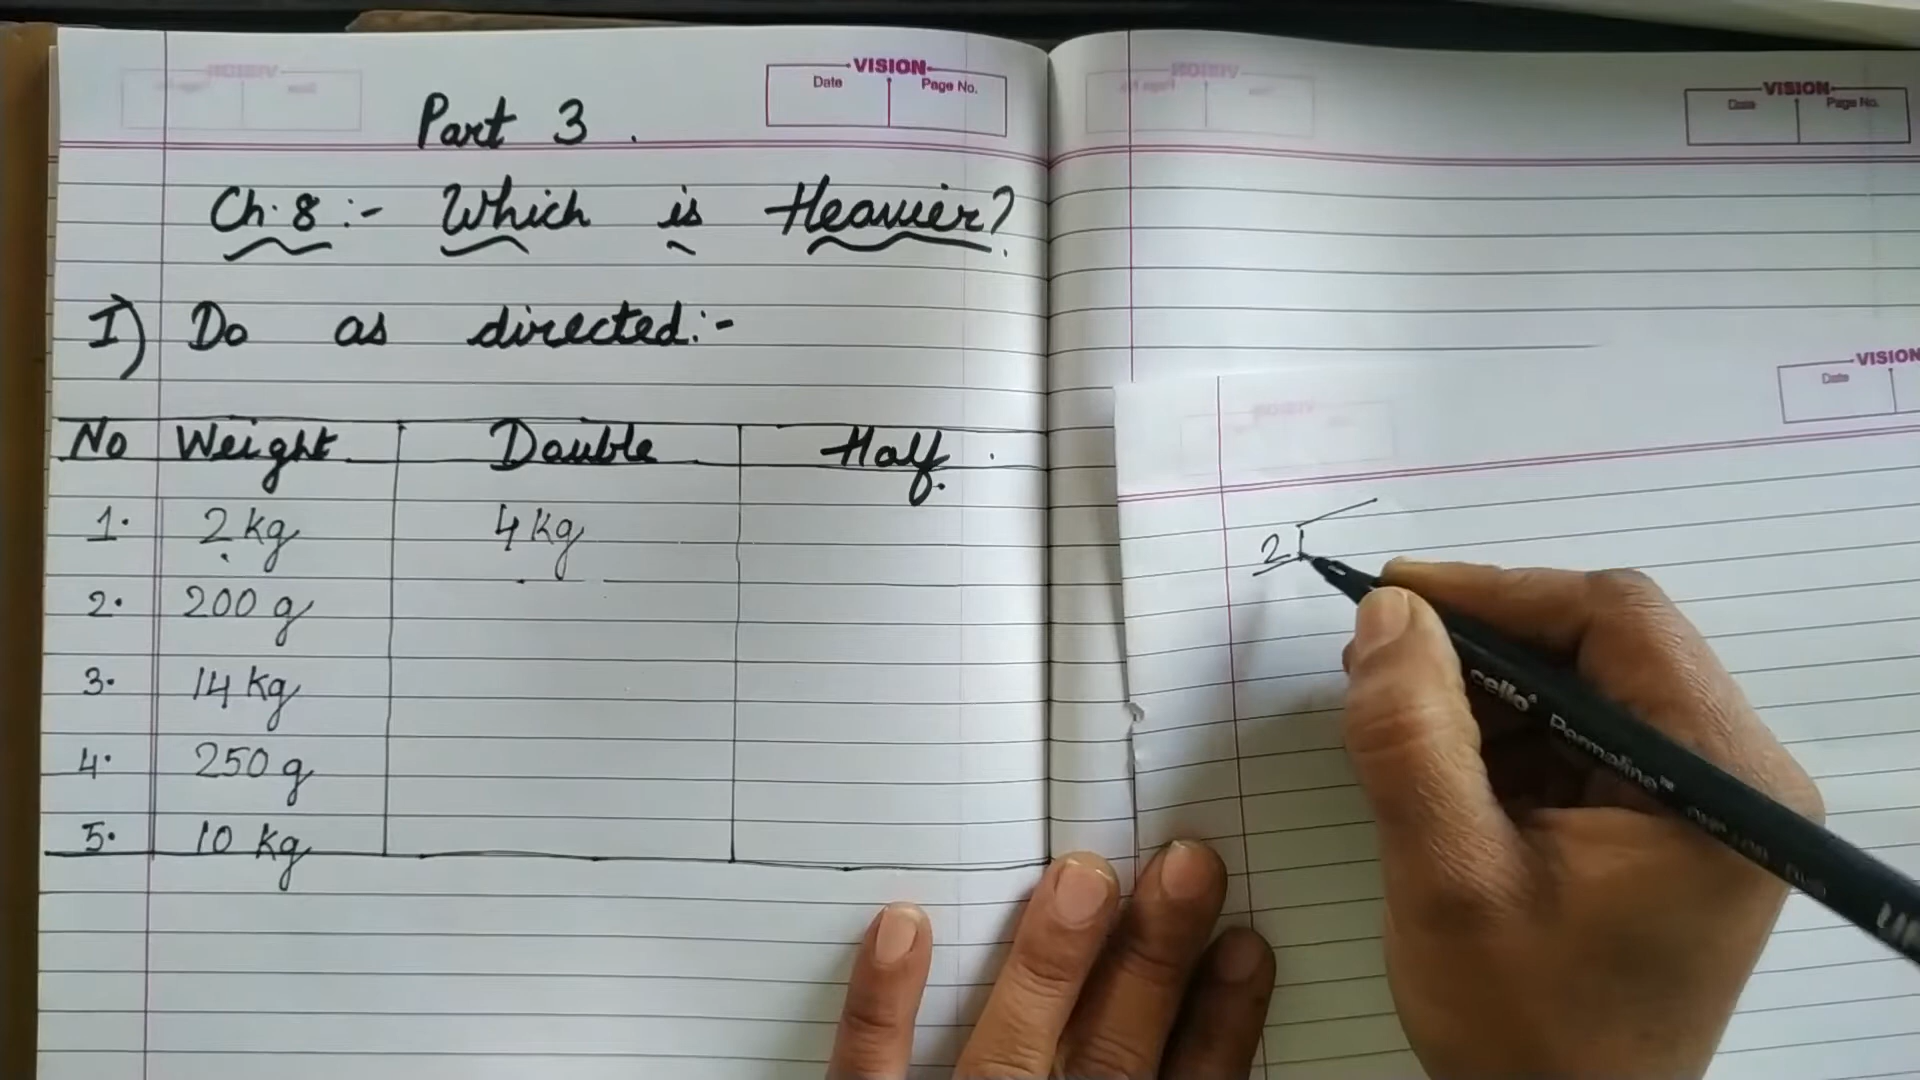 VISION
Date Page No.
Part 3.
Ch. 8 :- Which is Heavier?
I) Do as directed:-
No Weight Double Half.
1. 2 kg 4 kg
2. 200 g
3. 14 kg
4. 250 g
5. 10 kg
VISION
Date Page No.
VISION
Date
2
cello Permaline™